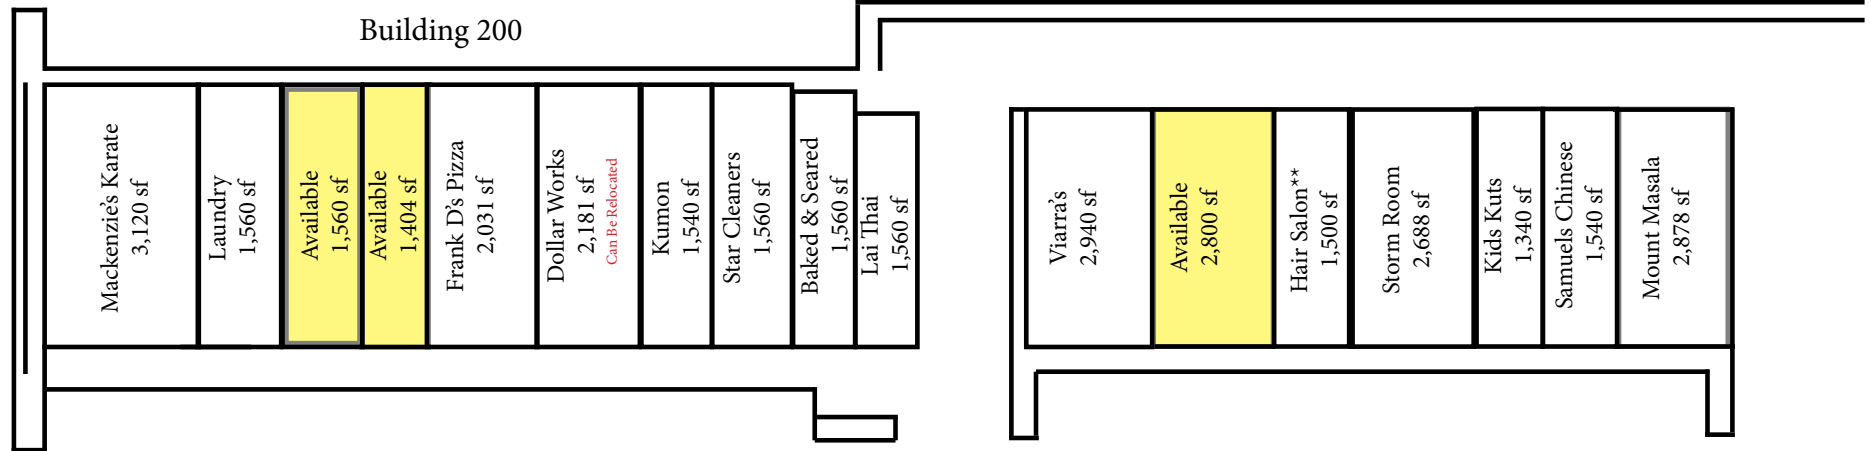 Building 200
Mackenzie's Karate
3,120 sf
Laundry
1,560 sf
Available
1,560 sf
Available
1,404 sf
Frank D's Pizza
2,031 sf
Dollar Works
2,181 sf
Can Be Relocated
Kumon
1,540 sf
Star Cleaners
1,560 sf
Baked & Seared
1,560 sf
Lai Thai
1,560 sf
Viarra's
2,940 sf
Available
2,800 sf
Hair Salon**
1,500 sf
Storm Room
2,688 sf
Kids Kuts
1,340 sf
Samuels Chinese
1,540 sf
Mount Masala
2,878 sf